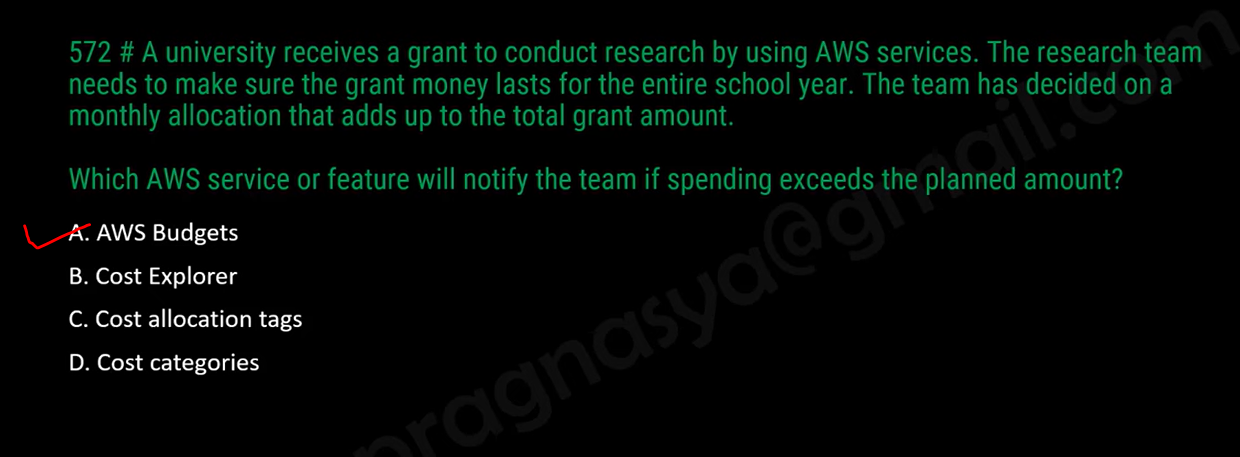 572 # A university receives a grant to conduct research by using AWS services. The research team
needs to make sure the grant money lasts for the entire school year. The team has decided on a
monthly allocation that adds up to the total grant amount.
Which AWS service or feature will notify the team if spending exceeds the planned amount?
A. AWS Budgets
B. Cost Explorer
C. Cost allocation tags
D. Cost categories
pragnasya@gmail.com